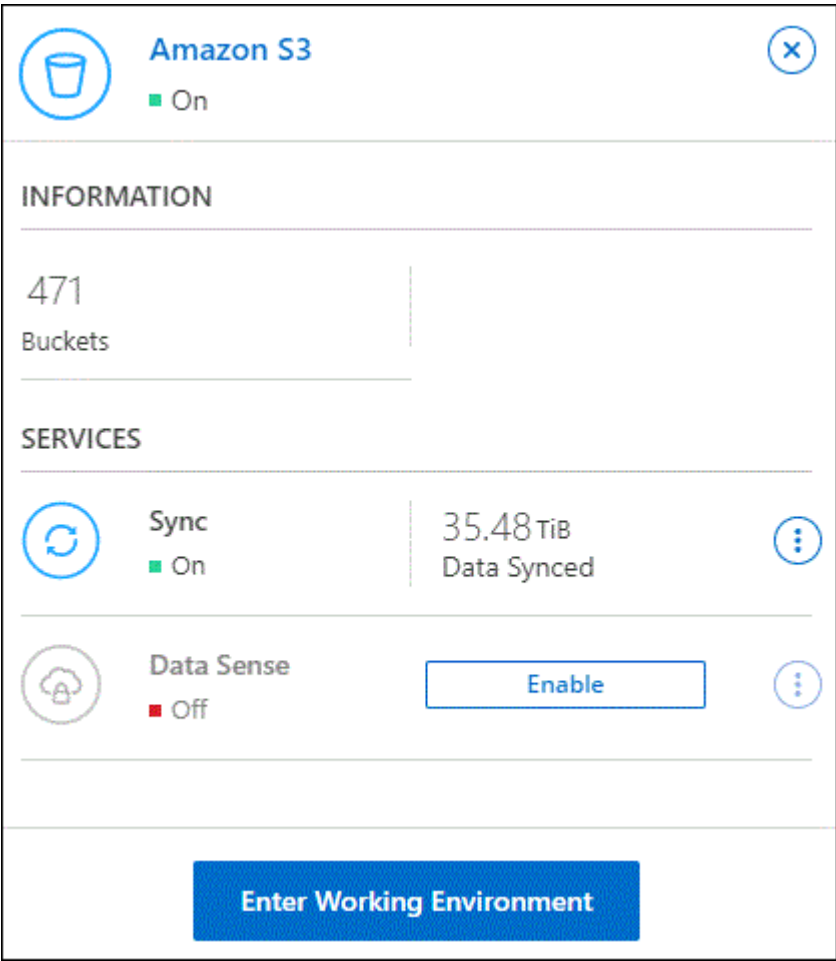 Amazon S3
On
INFORMATION
471
Buckets
SERVICES
Sync
On
35.48 TiB
Data Synced
Data Sense
Off
Enable
Enter Working Environment